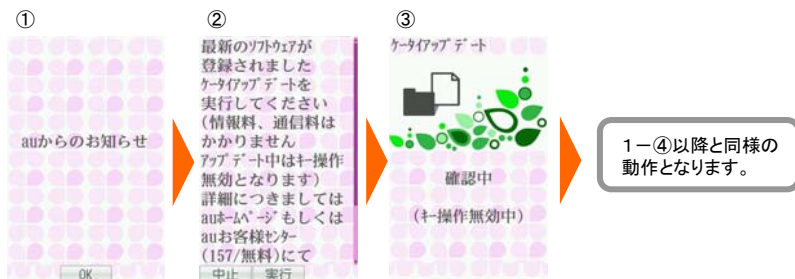 ①
auからのお知らせ
OK
②
最新のｿﾌﾄｳｪｱが
登録されました
ｹｰﾀｲｱｯﾌﾟﾃﾞｰﾄを
実行してください
(情報料、通信料は
かかりません
ｱｯﾌﾟﾃﾞｰﾄ中はｷｰ操作
無効となります)
詳細につきましては
auﾎｰﾑﾍﾟｰｼﾞもしくは
auお客様ｾﾝﾀｰ
(157/無料)にて
中止 実行
③
ｹｰﾀｲｱｯﾌﾟﾃﾞｰﾄ
確認中
(ｷｰ操作無効中)
1－④以降と同様の
動作となります。